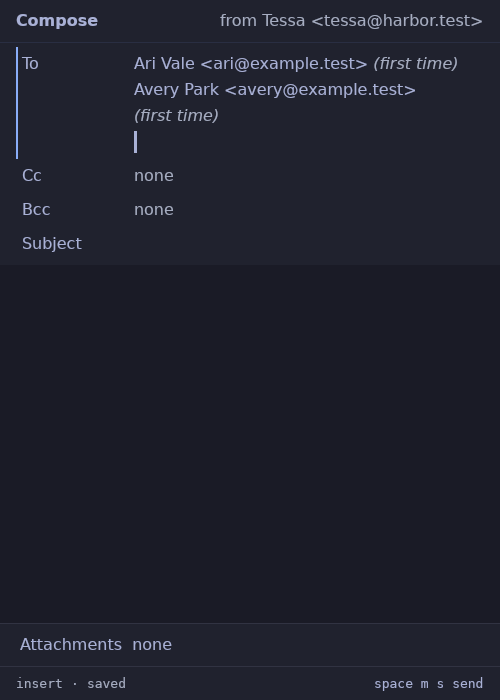 Compose from Tessa <tessa@harbor.test>
To Ari Vale <ari@example.test> (first time)
Avery Park <avery@example.test>
(first time)
Cc none
Bcc none
Subject
Attachments none
insert · saved space m s send